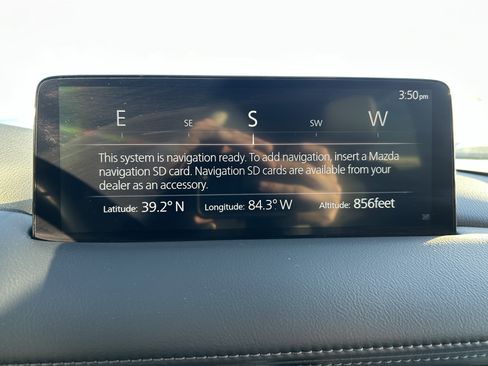 3:50pm
E SE S SW W
This system is navigation ready. To add navigation, insert a Mazda
navigation SD card. Navigation SD cards are available from your
dealer as an accessory.
Latitude: 39.2° N Longitude: 84.3° W Altitude: 856feet